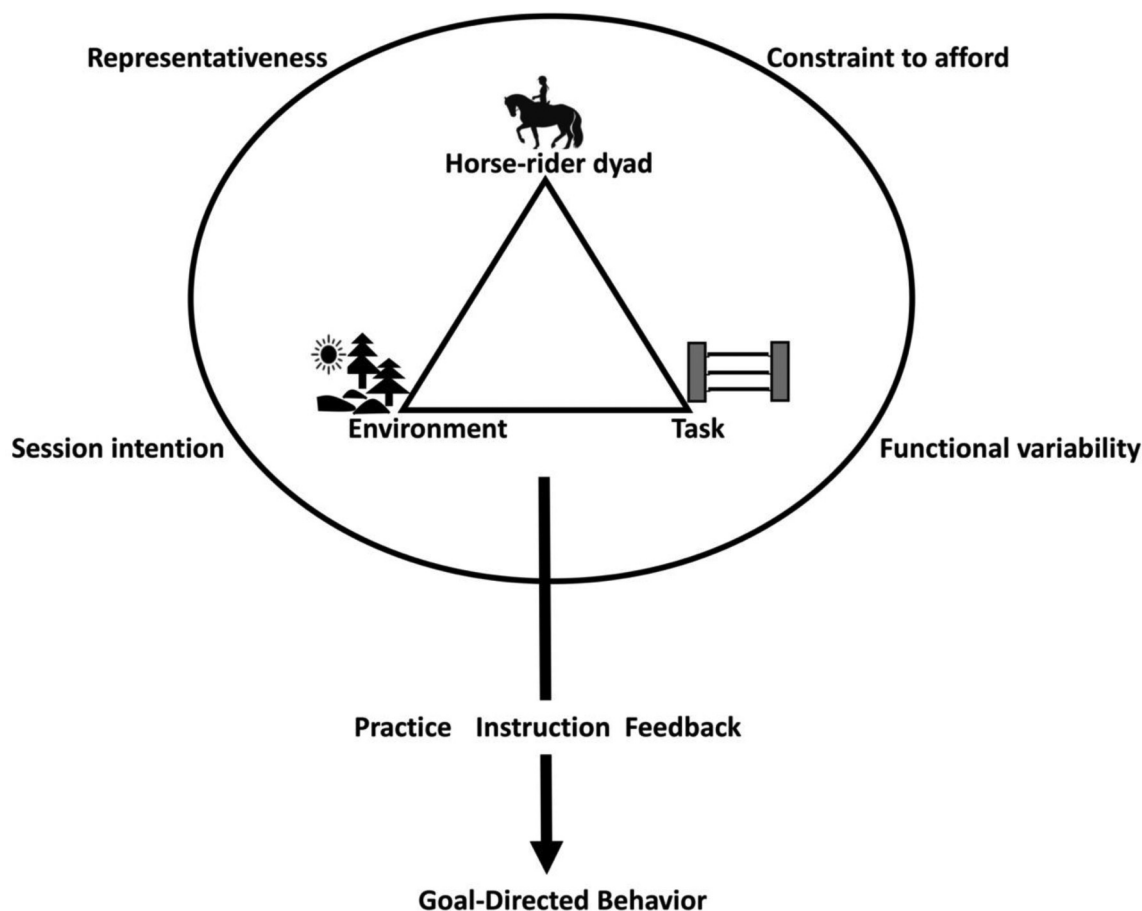 Representativeness
Constraint to afford
Horse-rider dyad
Environment
Task
Session intention
Functional variability
Practice Instruction Feedback
Goal-Directed Behavior